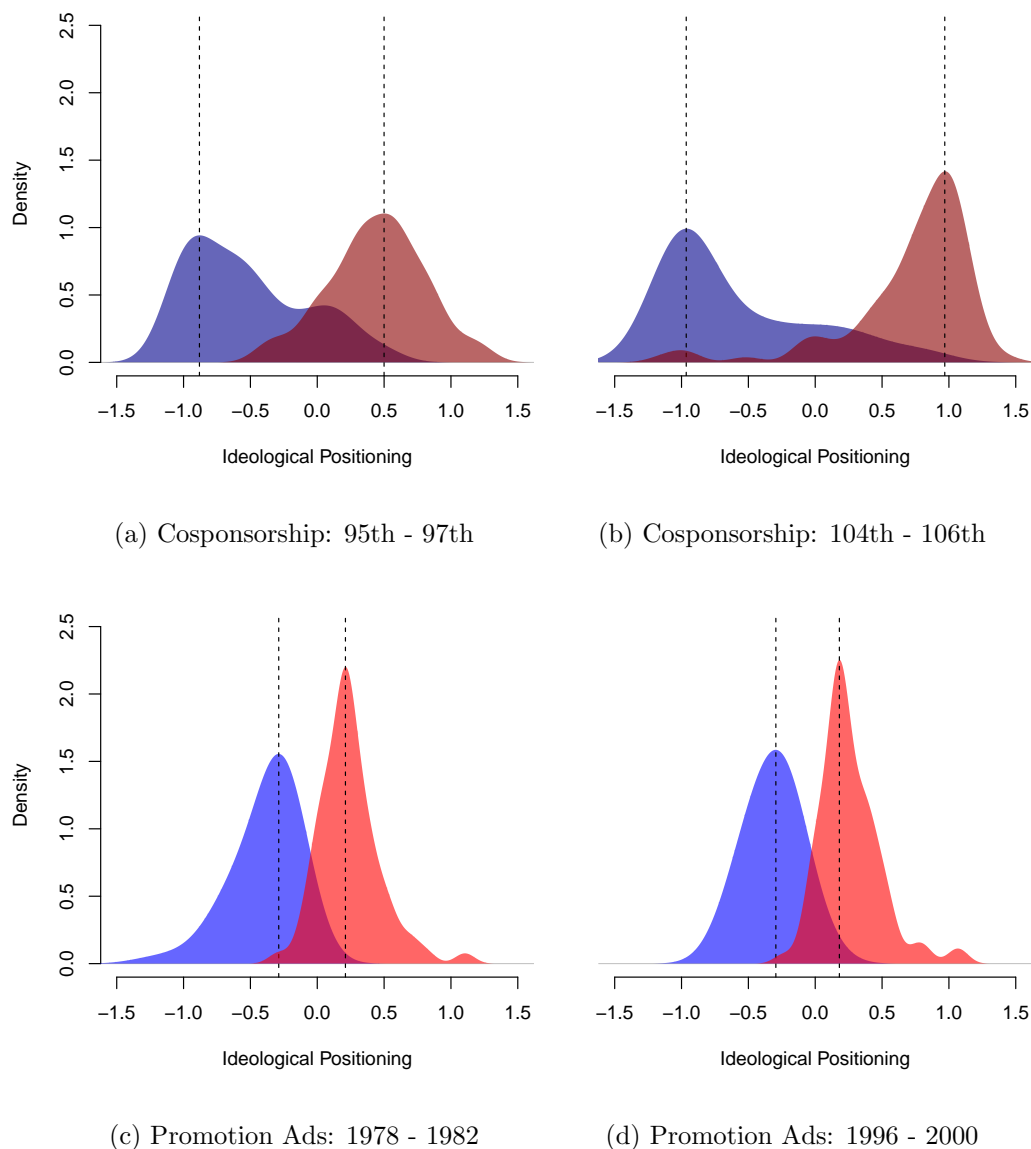 2.5
2.0
1.5
1.0
0.5
0.0
Density
−1.5 −1.0 −0.5 0.0 0.5 1.0 1.5
Ideological Positioning
(a) Cosponsorship: 95th - 97th
−1.5 −1.0 −0.5 0.0 0.5 1.0 1.5
Ideological Positioning
(b) Cosponsorship: 104th - 106th
2.5
2.0
1.5
1.0
0.5
0.0
Density
−1.5 −1.0 −0.5 0.0 0.5 1.0 1.5
Ideological Positioning
(c) Promotion Ads: 1978 - 1982
−1.5 −1.0 −0.5 0.0 0.5 1.0 1.5
Ideological Positioning
(d) Promotion Ads: 1996 - 2000